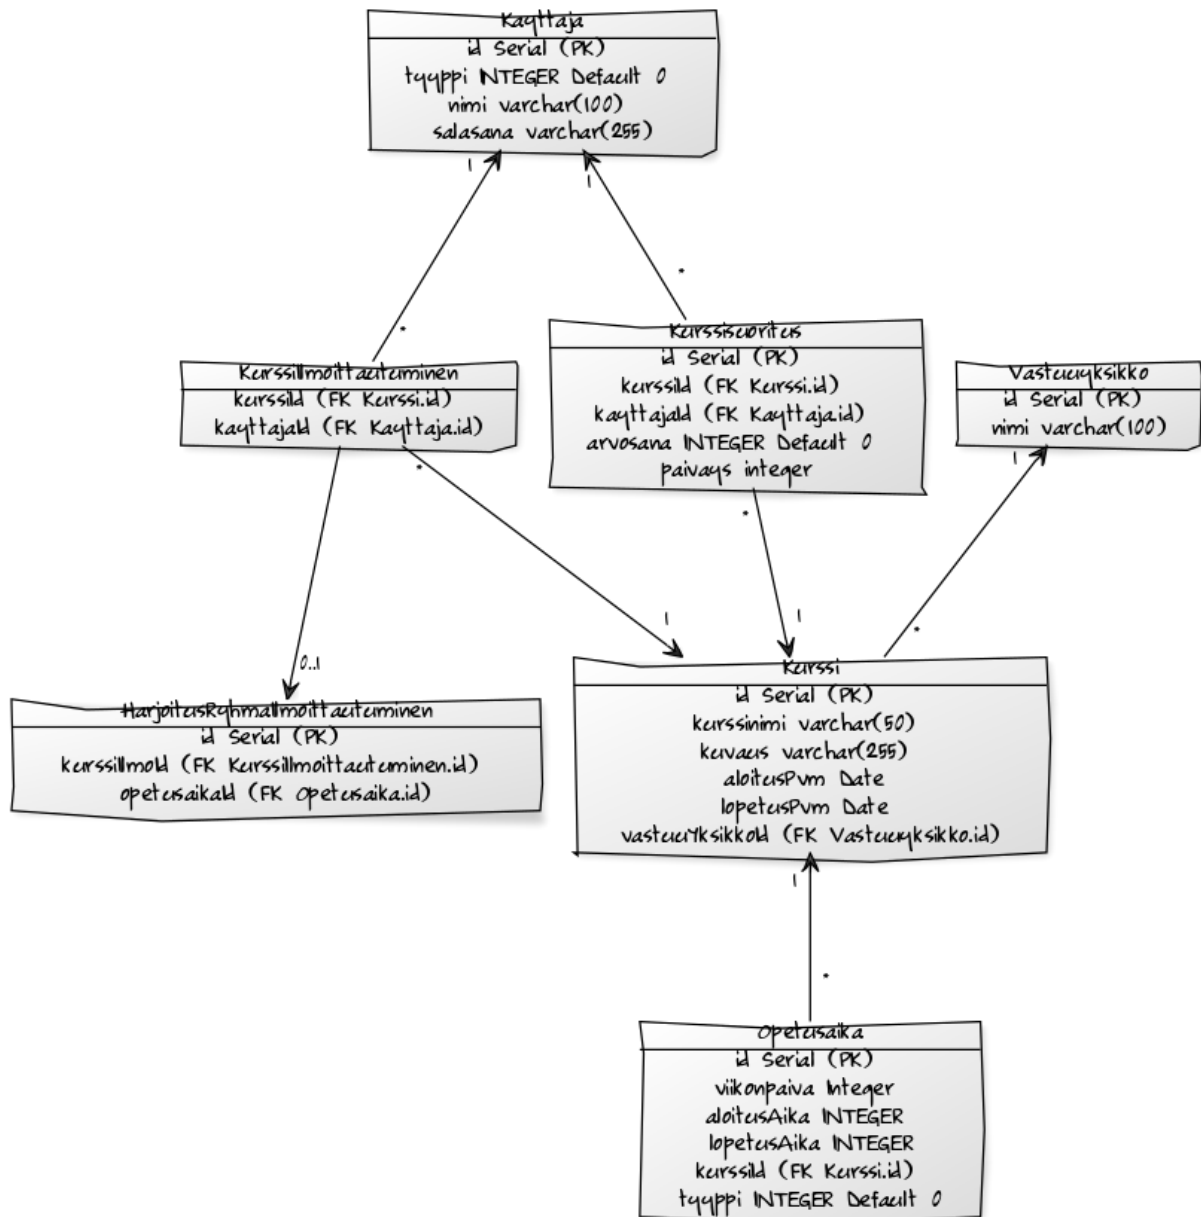 Kayttaja
id Serial (PK)
tyyppi INTEGER Default 0
nimi varchar(100)
salasana varchar(255)
1
1
*
*
KurssiIlmoittautuminen
kurssiId (FK Kurssi.id)
kayttajaId (FK Kayttaja.id)
Kurssisuoritus
id Serial (PK)
kurssiId (FK Kurssi.id)
kayttajaId (FK Kayttaja.id)
arvosana INTEGER Default 0
paivays integer
Vastuuyksikko
id Serial (PK)
nimi varchar(100)
*
1
*
1
1
*
0..1
HarjoitusRyhmaIlmoittautuminen
id Serial (PK)
kurssiIlmoId (FK KurssiIlmoittautuminen.id)
opetusaikaId (FK Opetusaika.id)
Kurssi
id Serial (PK)
kurssinimi varchar(50)
kuvaus varchar(255)
aloitusPvm Date
lopetusPvm Date
vastuuYksikkoId (FK Vastuuyksikko.id)
1
*
Opetusaika
id Serial (PK)
viikonpaiva Integer
aloitusAika INTEGER
lopetusAika INTEGER
kurssiId (FK Kurssi.id)
tyyppi INTEGER Default 0